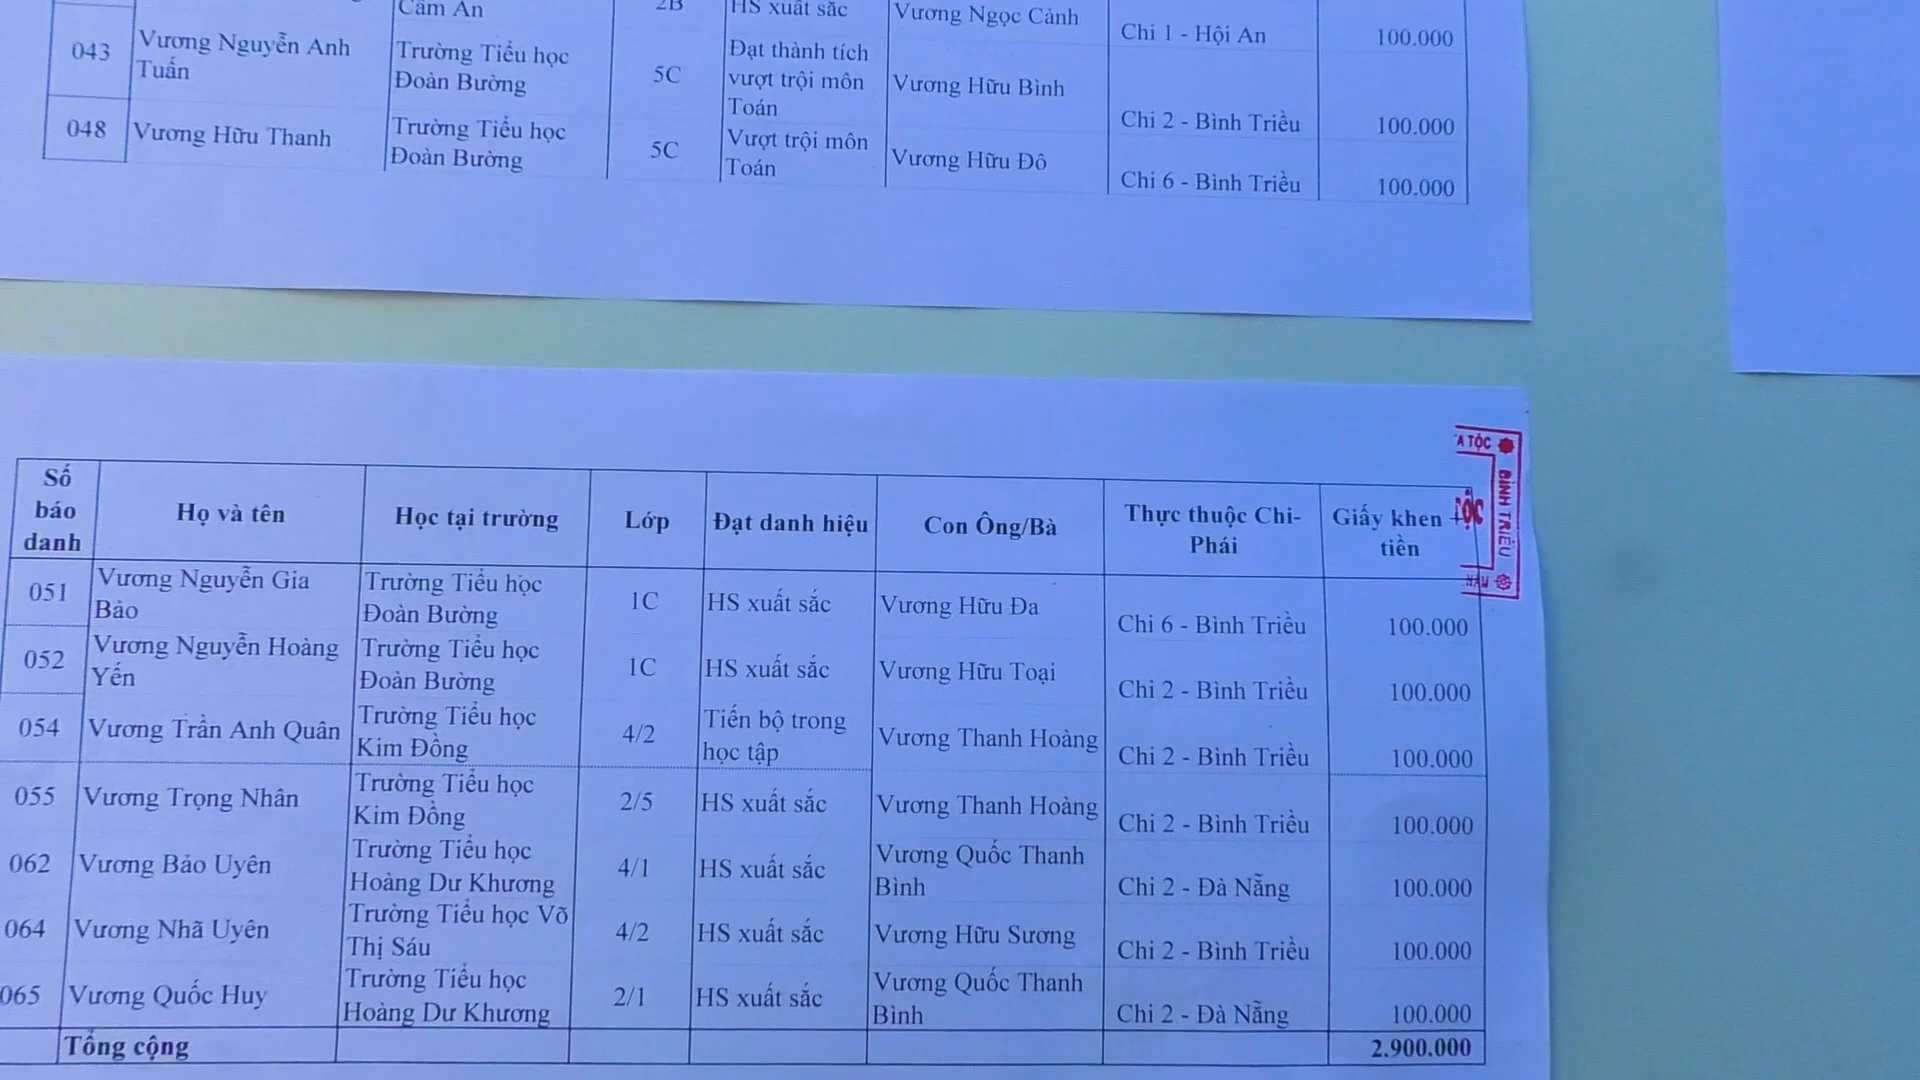 Cẩm An 2B HS xuất sắc Vương Ngọc Cảnh Chi 1 - Hội An 100.000
043 Vương Nguyễn Anh Tuấn Trường Tiểu học Đoàn Bường 5C Đạt thành tích vượt trội môn Toán Vương Hữu Bình Chi 2 - Bình Triều 100.000
048 Vương Hữu Thanh Trường Tiểu học Đoàn Bường 5C Vượt trội môn Toán Vương Hữu Đô Chi 6 - Bình Triều 100.000
Số báo danh Họ và tên Học tại trường Lớp Đạt danh hiệu Con Ông/Bà Thực thuộc Chi-Phái Giấy khen + tiền
051 Vương Nguyễn Gia Bảo Trường Tiểu học Đoàn Bường 1C HS xuất sắc Vương Hữu Đa Chi 6 - Bình Triều 100.000
052 Vương Nguyễn Hoàng Yến Trường Tiểu học Đoàn Bường 1C HS xuất sắc Vương Hữu Toại Chi 2 - Bình Triều 100.000
054 Vương Trần Anh Quân Trường Tiểu học Kim Đồng 4/2 Tiến bộ trong học tập Vương Thanh Hoàng Chi 2 - Bình Triều 100.000
055 Vương Trọng Nhân Trường Tiểu học Kim Đồng 2/5 HS xuất sắc Vương Thanh Hoàng Chi 2 - Bình Triều 100.000
062 Vương Bảo Uyên Trường Tiểu học Hoàng Dư Khương 4/1 HS xuất sắc Vương Quốc Thanh Bình Chi 2 - Đà Nẵng 100.000
064 Vương Nhã Uyên Trường Tiểu học Võ Thị Sáu 4/2 HS xuất sắc Vương Hữu Sương Chi 2 - Bình Triều 100.000
065 Vương Quốc Huy Trường Tiểu học Hoàng Dư Khương 2/1 HS xuất sắc Vương Quốc Thanh Bình Chi 2 - Đà Nẵng 100.000
Tổng cộng 2.900.000
TỘC
BÌNH TRIỀU